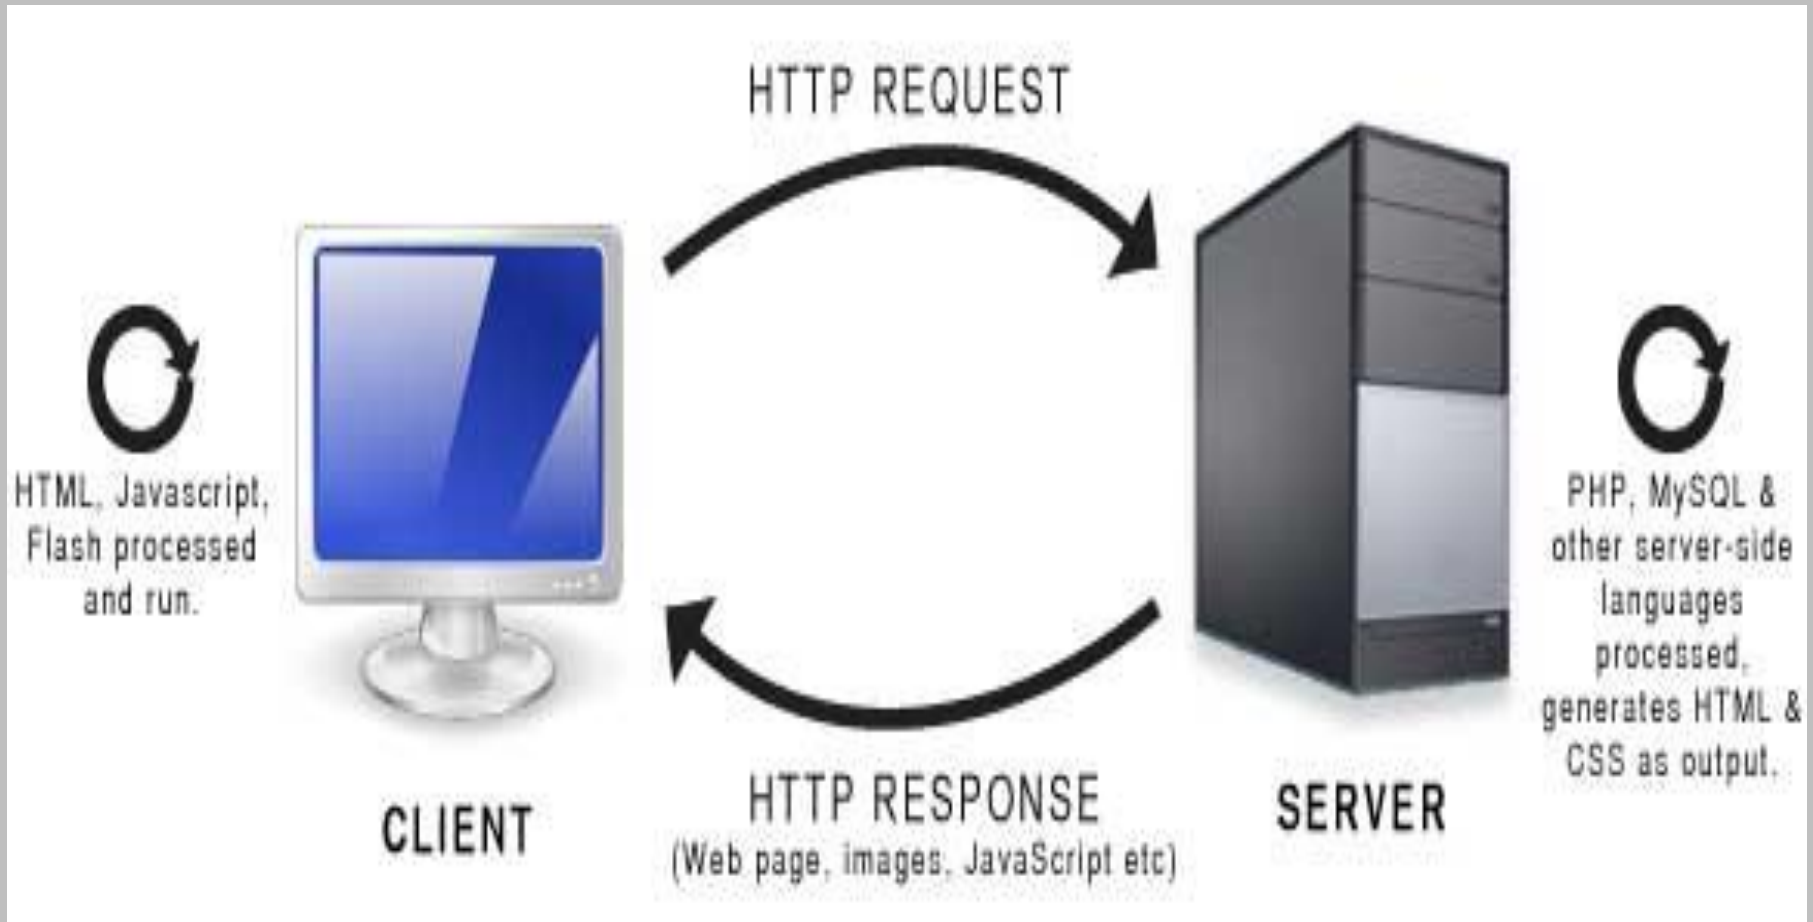 HTTP REQUEST
HTML, Javascript,
Flash processed
and run.
PHP, MySQL &
other server-side
languages
processed,
generates HTML &
CSS as output.
CLIENT
HTTP RESPONSE
(Web page, images, JavaScript etc)
SERVER